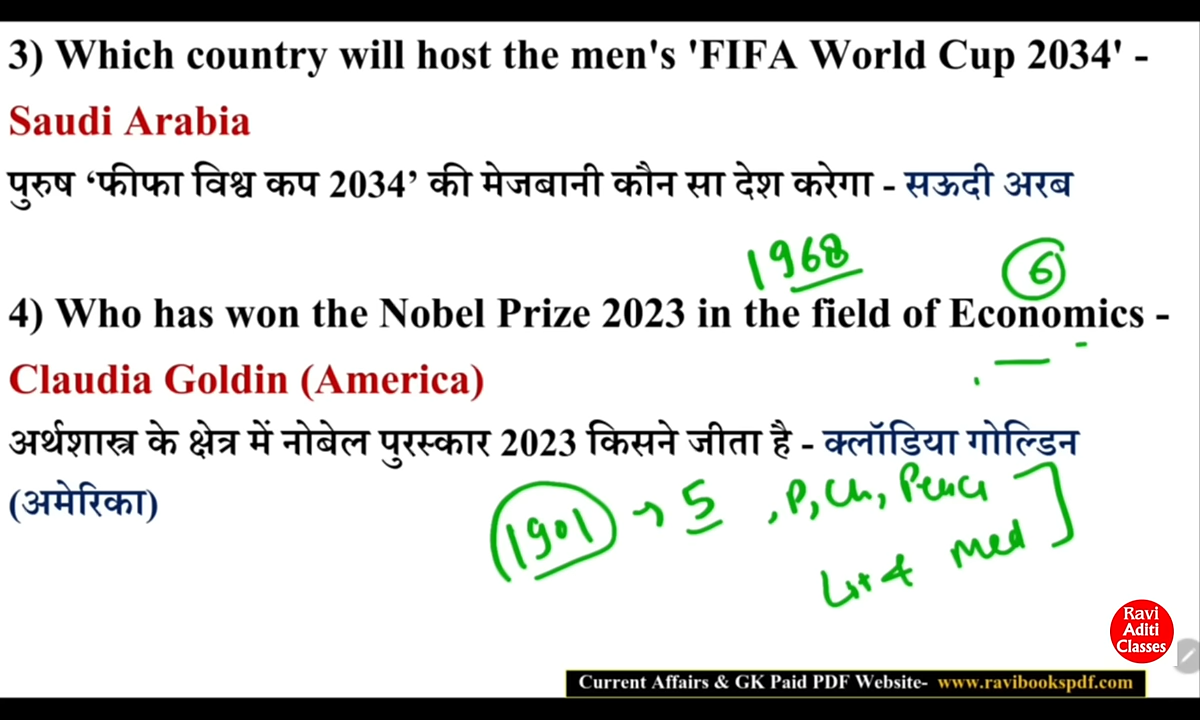 3) Which country will host the men's 'FIFA World Cup 2034' -
Saudi Arabia
पुरुष ‘फीफा विश्व कप 2034’ की मेजबानी कौन सा देश करेगा - सऊदी अरब
1968
6
4) Who has won the Nobel Prize 2023 in the field of Economics -
Claudia Goldin (America)
अर्थशास्त्र के क्षेत्र में नोबेल पुरस्कार 2023 किसने जीता है - क्लॉडिया गोल्डिन
(अमेरिका)
1901 → 5 , P, Ch,
Med
Ravi
Aditi
Classes
Current Affairs & GK Paid PDF Website- www.ravibookspdf.com